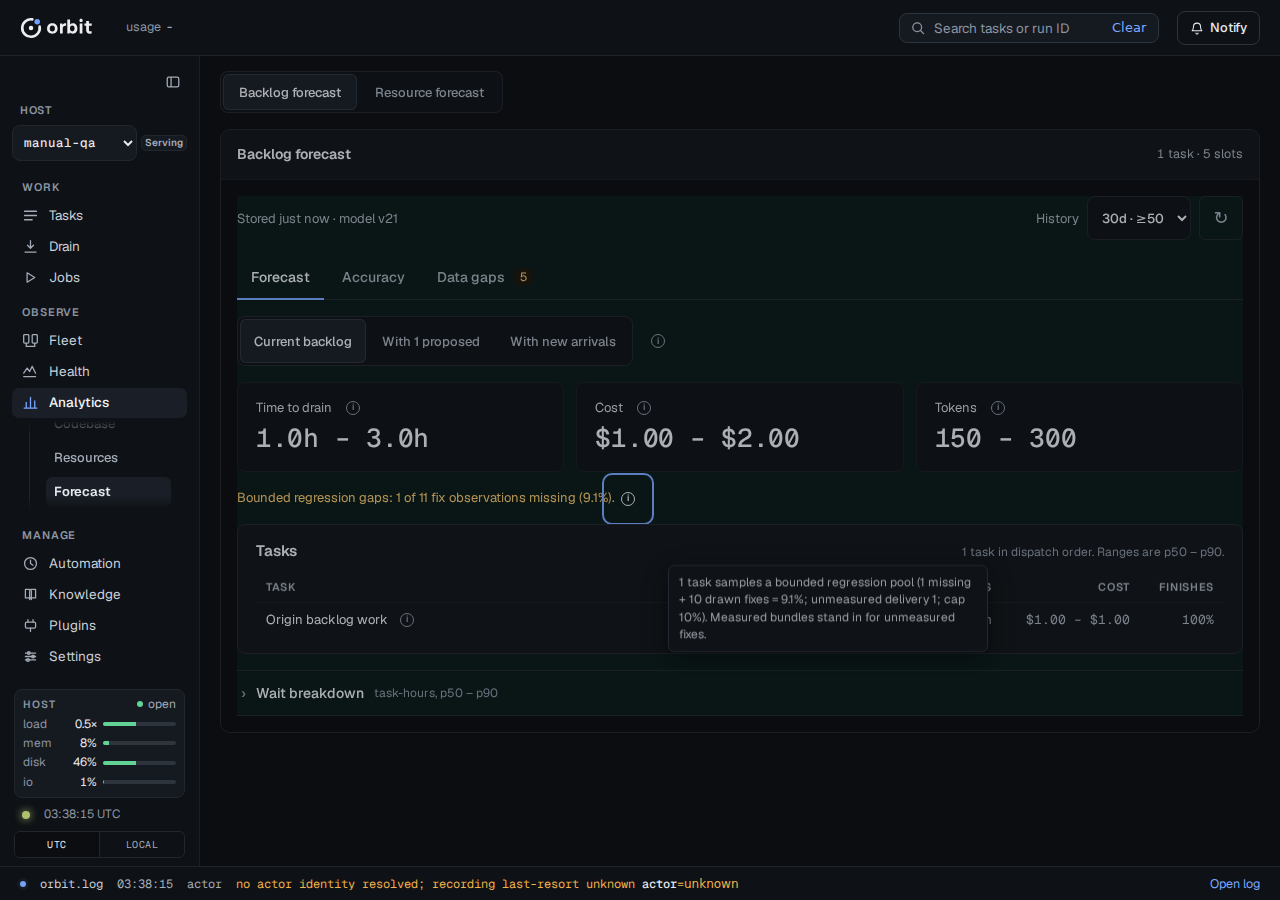 orbit
usage –
Search tasks or run ID
Clear
Notify
HOST
manual-qa
Serving
WORK
Tasks
Drain
Jobs
OBSERVE
Fleet
Health
Analytics
Codebase
Resources
Forecast
MANAGE
Automation
Knowledge
Plugins
Settings
HOST
open
load 0.5×
mem 8%
disk 46%
io 1%
03:38:15 UTC
UTC
LOCAL
Backlog forecast
Resource forecast
Backlog forecast
1 task · 5 slots
Stored just now · model v21
History
30d · ≥50
Forecast
Accuracy
Data gaps 5
Current backlog
With 1 proposed
With new arrivals
Time to drain
1.0h – 3.0h
Cost
$1.00 – $2.00
Tokens
150 – 300
Bounded regression gaps: 1 of 11 fix observations missing (9.1%).
Tasks
1 task in dispatch order. Ranges are p50 – p90.
TASK
COST
FINISHES
Origin backlog work
$1.00 – $1.00
100%
1 task samples a bounded regression pool (1 missing
+ 10 drawn fixes = 9.1%; unmeasured delivery 1; cap
10%). Measured bundles stand in for unmeasured
fixes.
Wait breakdown task-hours, p50 – p90
orbit.log 03:38:15 actor no actor identity resolved; recording last-resort unknown actor=unknown
Open log